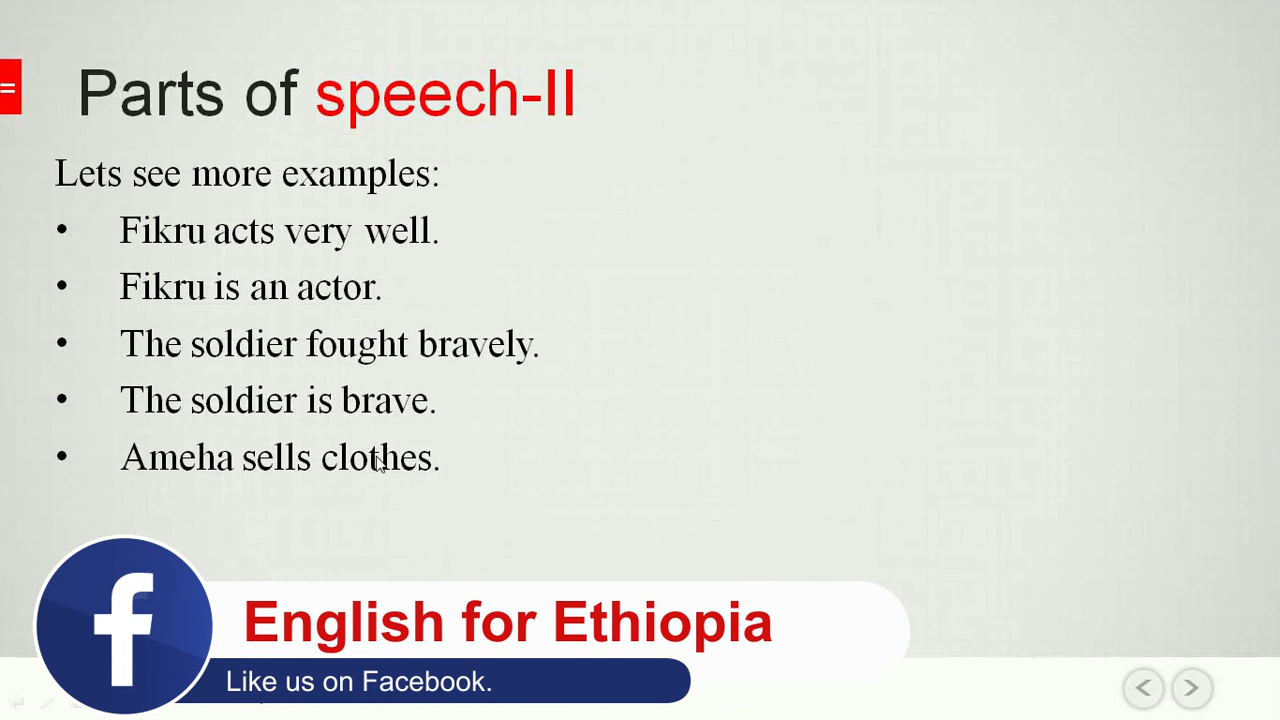 =
Parts of speech-II
Lets see more examples:
• Fikru acts very well.
• Fikru is an actor.
• The soldier fought bravely.
• The soldier is brave.
• Ameha sells clothes.
f
English for Ethiopia
Like us on Facebook.